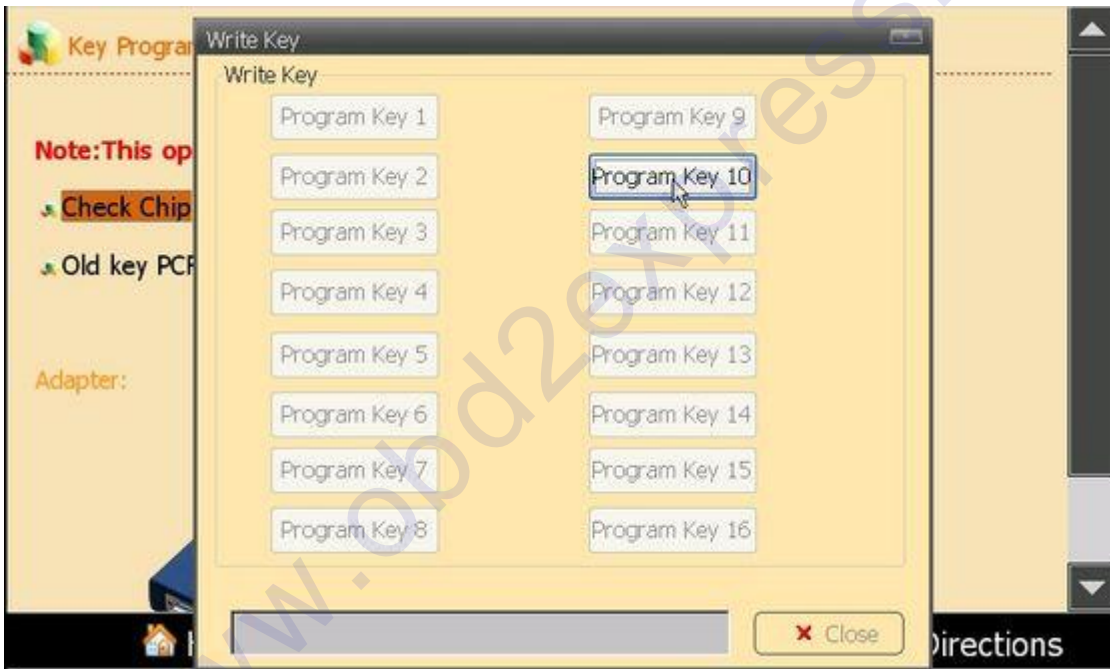 Key Progra
Write Key
Write Key
Program Key 1
Program Key 9
Note:This op
Program Key 2
Program Key 10
Check Chip
Program Key 3
Program Key 11
Old key PCF
Program Key 4
Program Key 12
Program Key 5
Program Key 13
Adapter:
Program Key 6
Program Key 14
Program Key 7
Program Key 15
Program Key 8
Program Key 16
Close
Directions
www.obd2express.